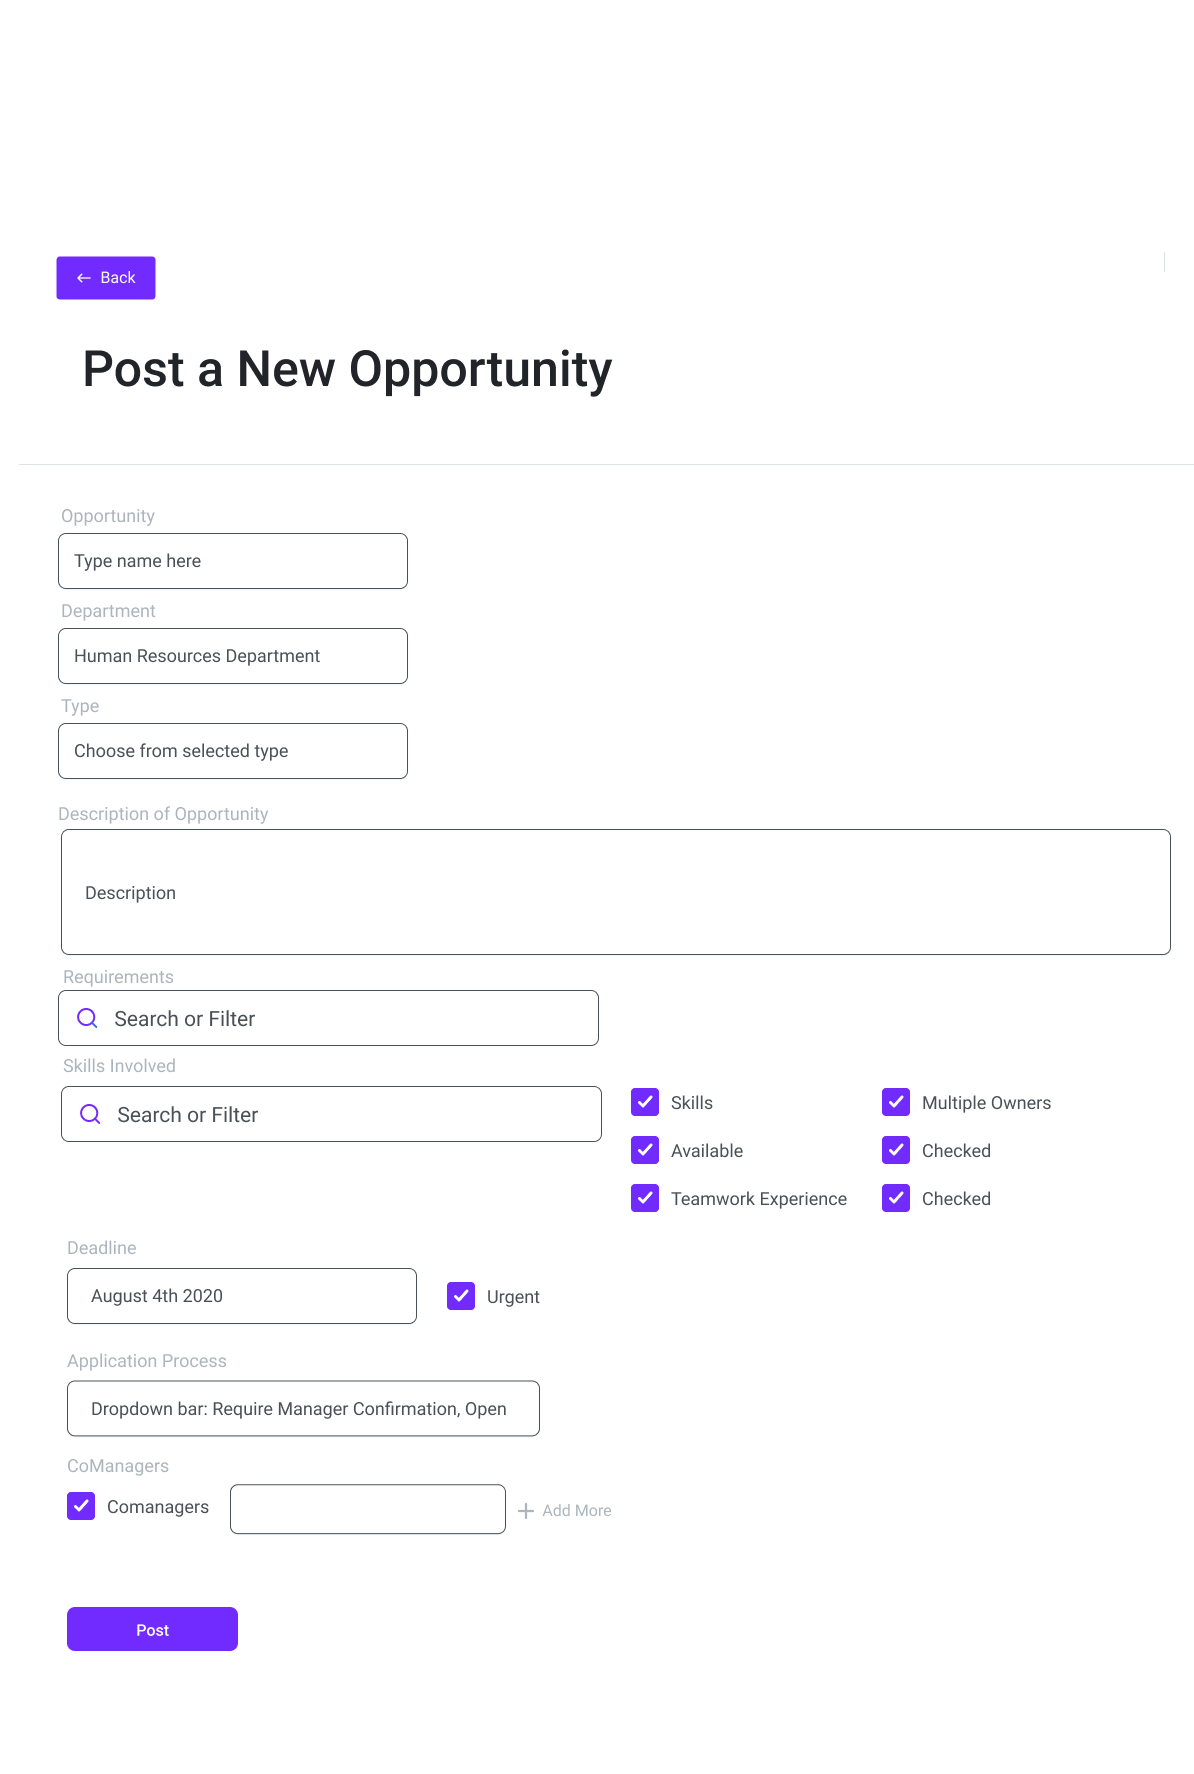 Back
Post a New Opportunity
Opportunity
Type name here
Department
Human Resources Department
Type
Choose from selected type
Description of Opportunity
Description
Requirements
Search or Filter
Skills Involved
Search or Filter
Skills
Multiple Owners
Available
Checked
Teamwork Experience
Checked
Deadline
August 4th 2020
Urgent
Application Process
Dropdown bar: Require Manager Confirmation, Open
CoManagers
Comanagers
Add More
Post